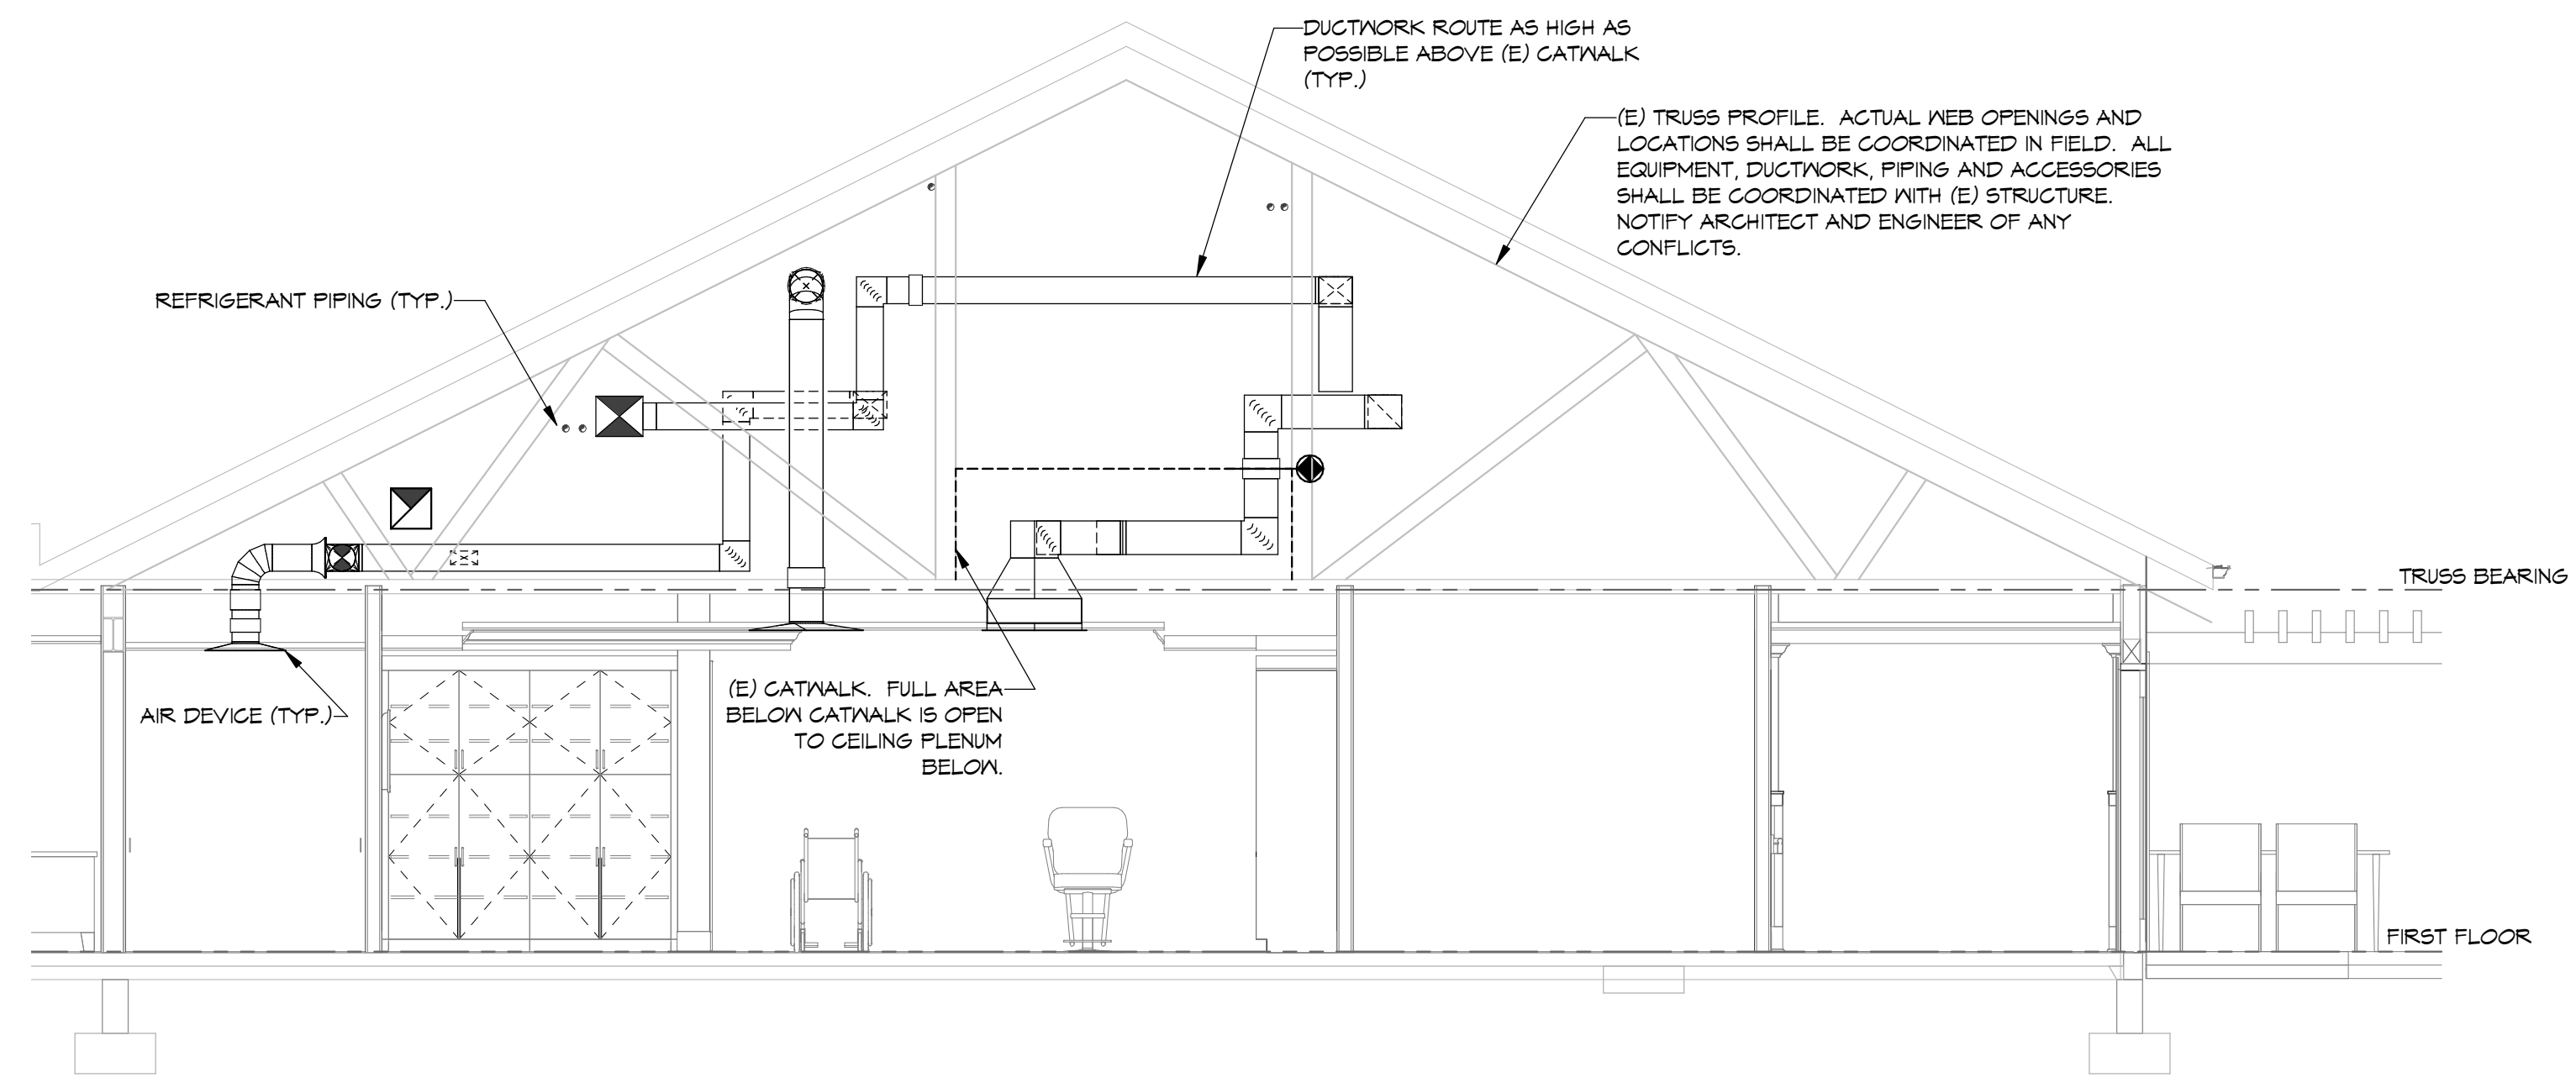 DUCTWORK ROUTE AS HIGH AS
POSSIBLE ABOVE (E) CATWALK
(TYP.)
(E) TRUSS PROFILE. ACTUAL WEB OPENINGS AND
LOCATIONS SHALL BE COORDINATED IN FIELD. ALL
EQUIPMENT, DUCTWORK, PIPING AND ACCESSORIES
SHALL BE COORDINATED WITH (E) STRUCTURE.
NOTIFY ARCHITECT AND ENGINEER OF ANY
CONFLICTS.
REFRIGERANT PIPING (TYP.)
TRUSS BEARING
(E) CATWALK. FULL AREA
BELOW CATWALK IS OPEN
TO CEILING PLENUM
BELOW.
AIR DEVICE (TYP.)
FIRST FLOOR